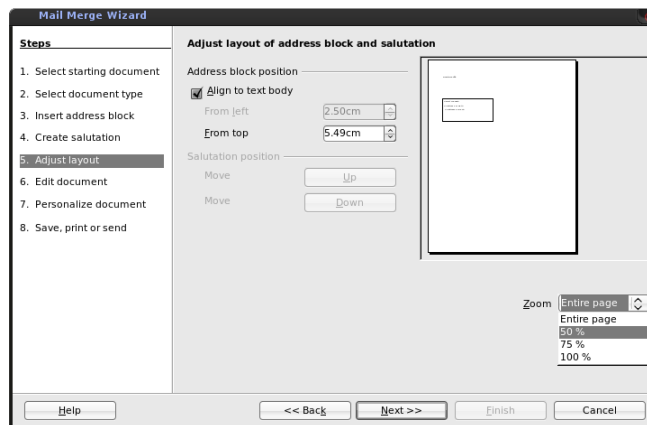 Mail Merge Wizard
Steps
1. Select starting document
2. Select document type
3. Insert address block
4. Create salutation
5. Adjust layout
6. Edit document
7. Personalize document
8. Save, print or send
Adjust layout of address block and salutation
Address block position
Align to text body
From left 2.50cm
From top 5.49cm
Salutation position
Move Up
Move Down
Zoom Entire page
Entire page
50 %
75 %
100 %
Help << Back Next >> Finish Cancel